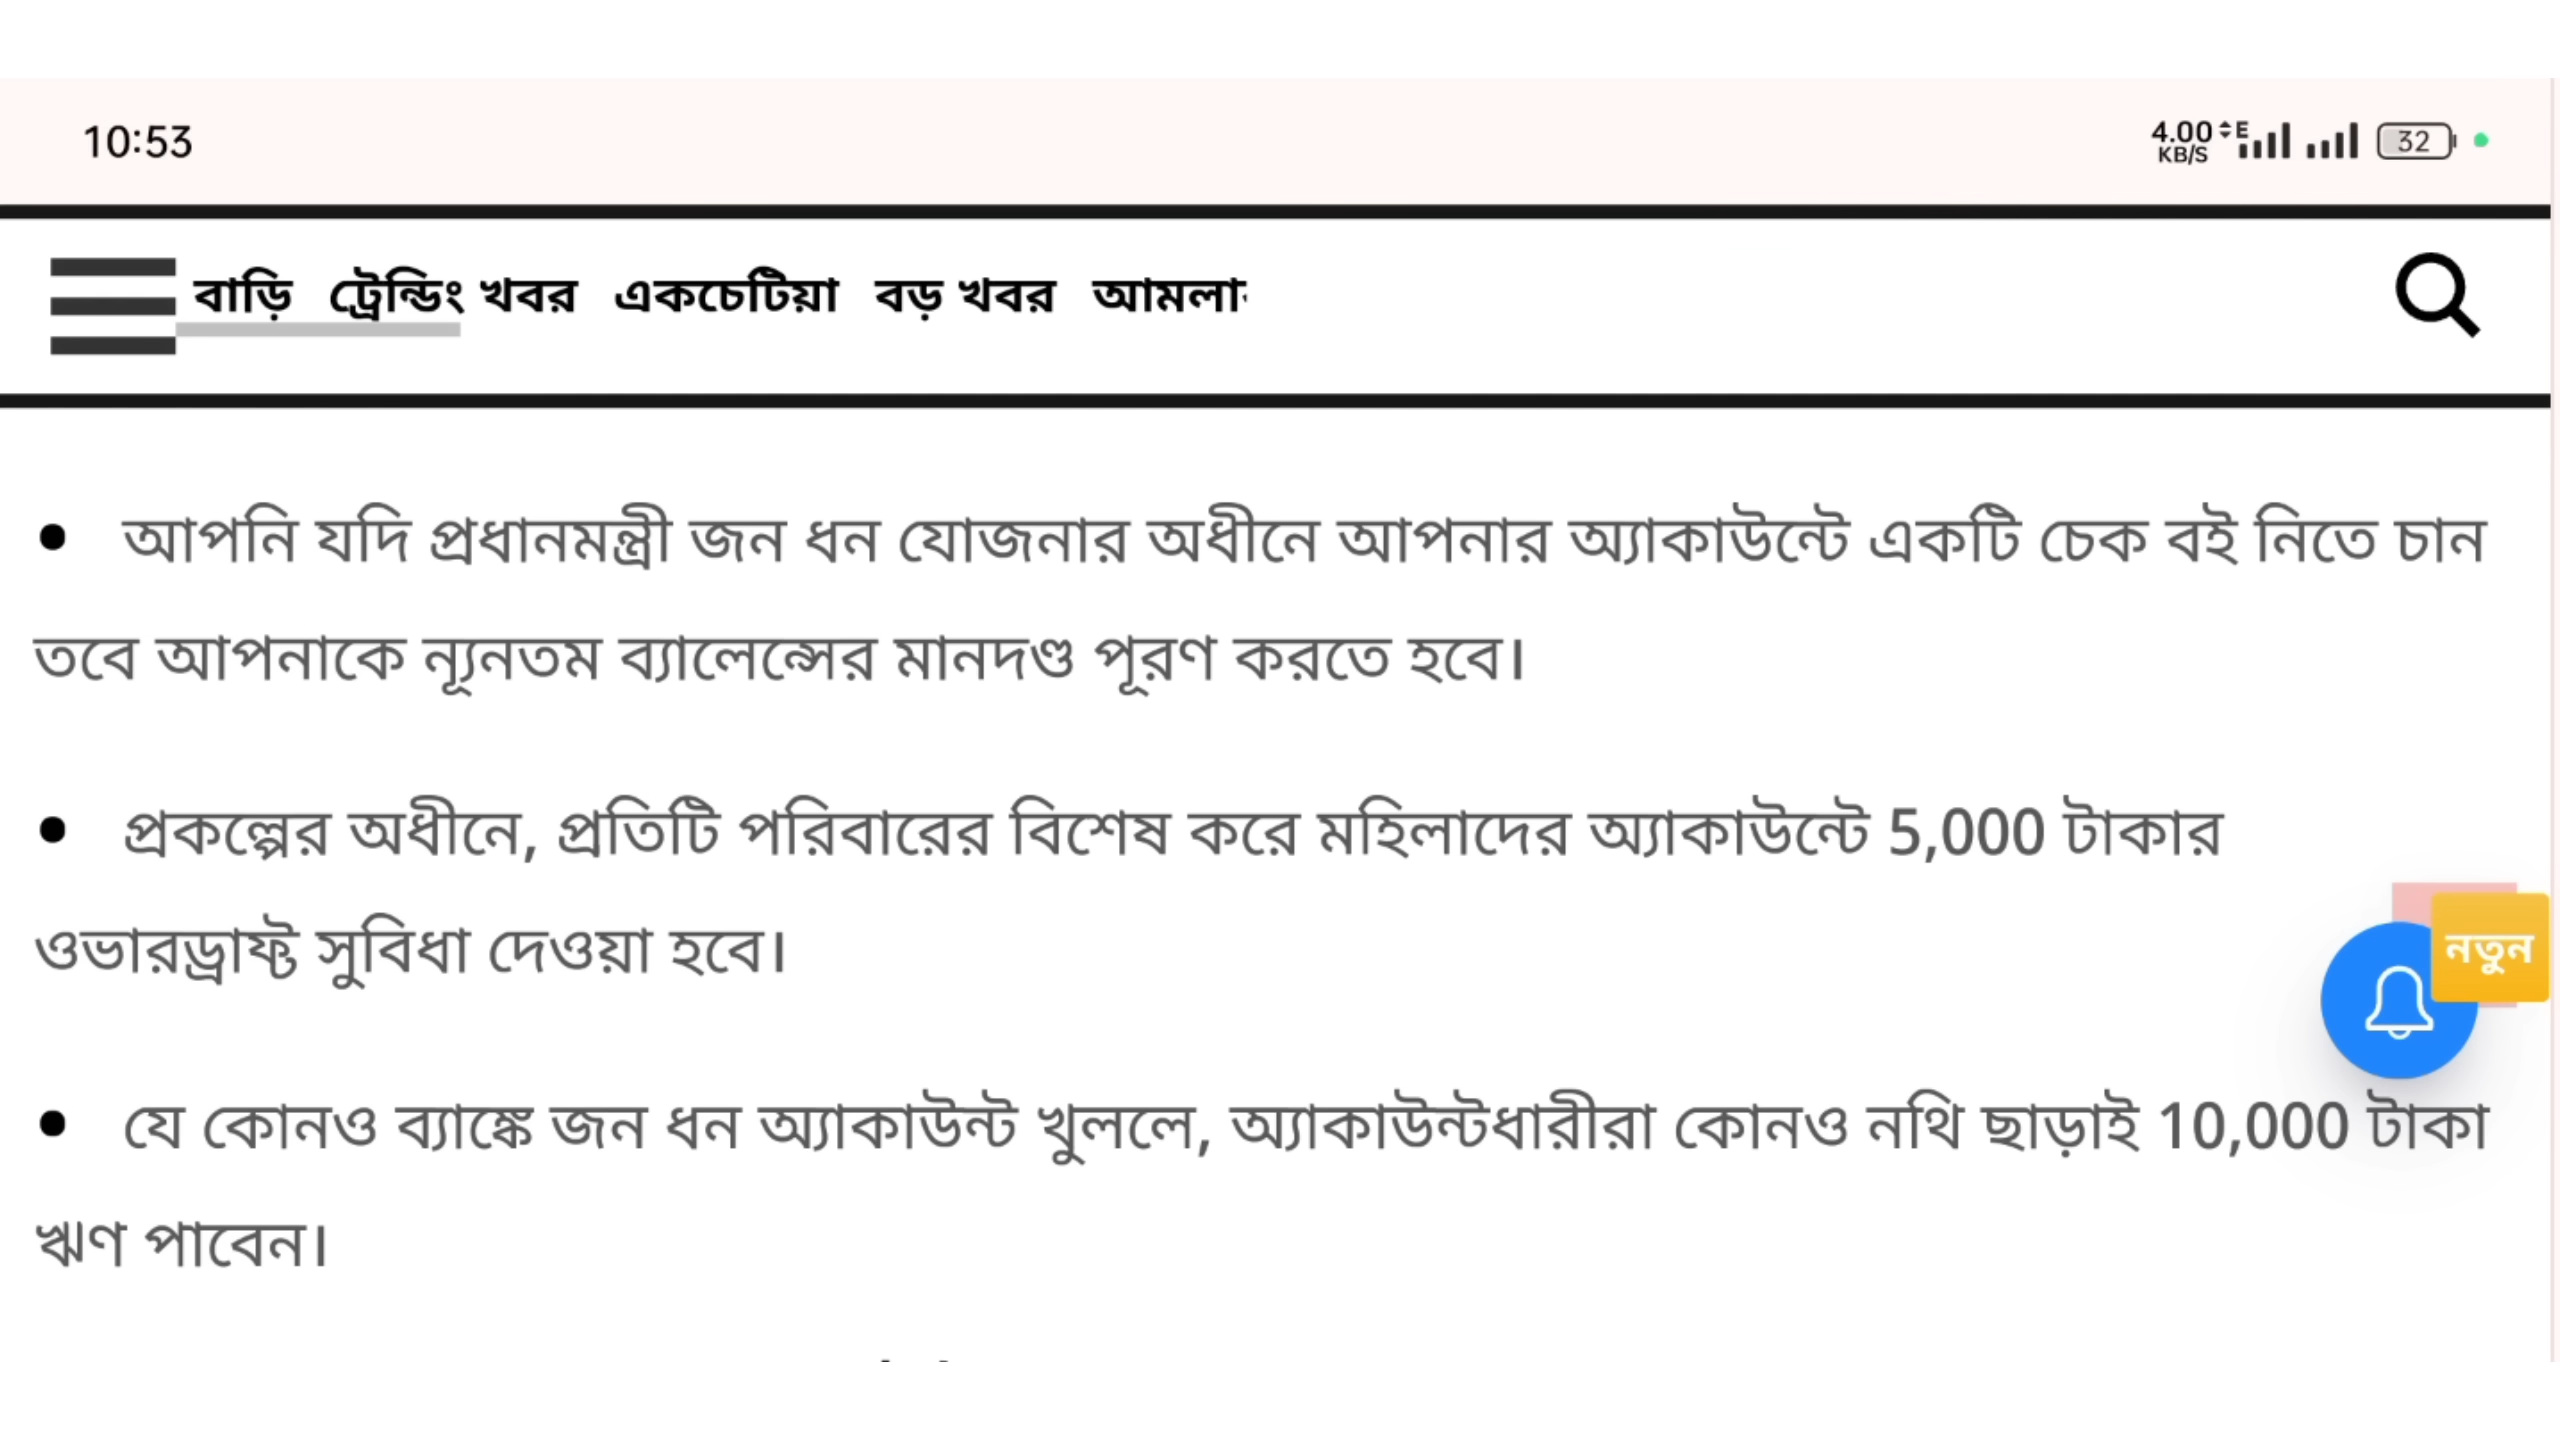 10:53
4.00 KB/S E 32
বাড়ি ট্রেন্ডিং খবর একচেটিয়া বড় খবর
• আপনি যদি প্রধানমন্ত্রী জন ধন যোজনার অধীনে আপনার অ্যাকাউন্টে একটি চেক বই নিতে চান
তবে আপনাকে ন্যূনতম ব্যালেন্সের মানদণ্ড পূরণ করতে হবে।
• প্রকল্পের অধীনে, প্রতিটি পরিবারের বিশেষ করে মহিলাদের অ্যাকাউন্টে 5,000 টাকার
ওভারড্রাফ্ট সুবিধা দেওয়া হবে।
নতুন
• যে কোনও ব্যাঙ্কে জন ধন অ্যাকাউন্ট খুললে, অ্যাকাউন্টধারীরা কোনও নথি ছাড়াই 10,000 টাকা
ঋণ পাবেন।